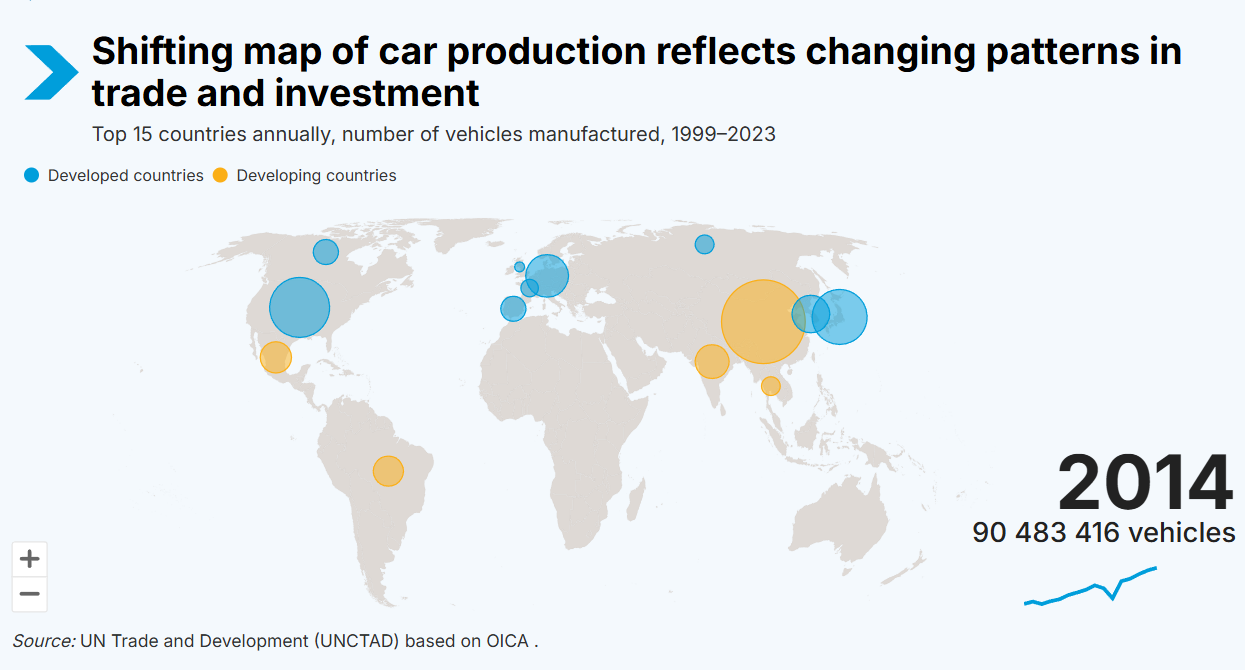 Shifting map of car production reflects changing patterns in
trade and investment
Top 15 countries annually, number of vehicles manufactured, 1999–2023
Developed countries Developing countries
2014
90 483 416 vehicles
+
−
Source: UN Trade and Development (UNCTAD) based on OICA .